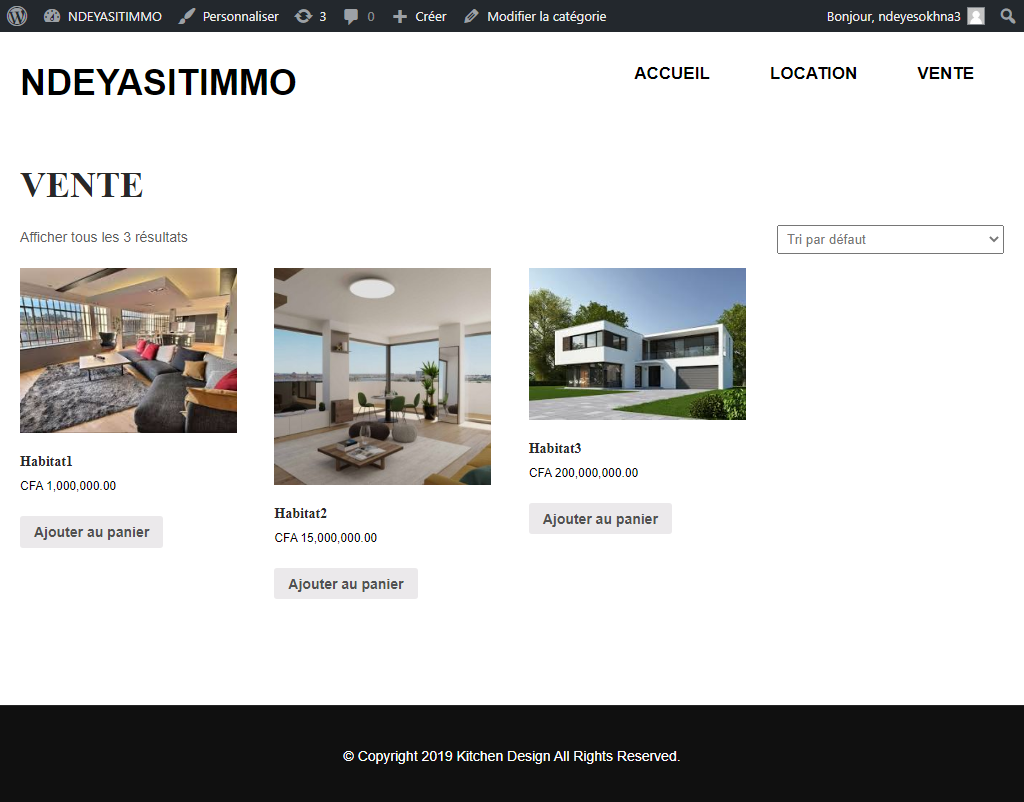 NDEYASITIMMO Personnaliser 3 0 Créer Modifier la catégorie Bonjour, ndeyesokhna3
NDEYASITIMMO ACCUEIL LOCATION VENTE
VENTE
Afficher tous les 3 résultats Tri par défaut
Habitat1
CFA 1,000,000.00
Ajouter au panier
Habitat2
CFA 15,000,000.00
Ajouter au panier
Habitat3
CFA 200,000,000.00
Ajouter au panier
© Copyright 2019 Kitchen Design All Rights Reserved.